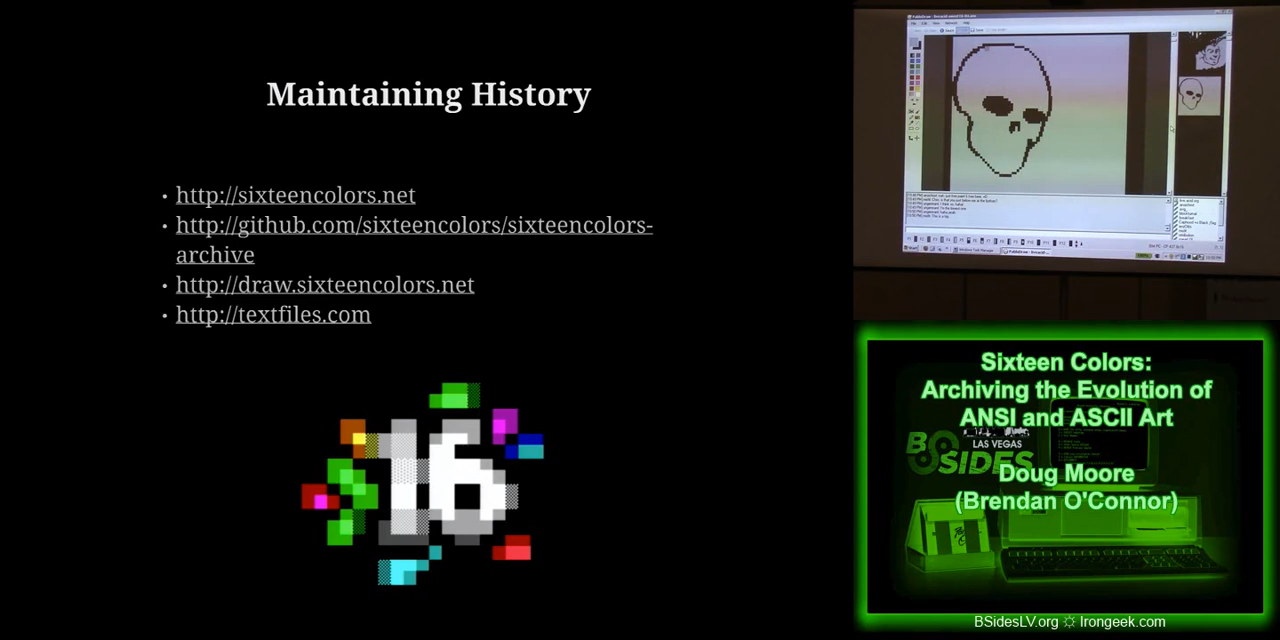 Maintaining History
• http://sixteencolors.net
• http://github.com/sixteencolors/sixteencolors-
archive
• http://draw.sixteencolors.net
• http://textfiles.com
16
Sixteen Colors:
Archiving the Evolution of
ANSI and ASCII Art
BSIDES
LAS VEGAS
Doug Moore
(Brendan O'Connor)
BSidesLV.org ☼ Irongeek.com